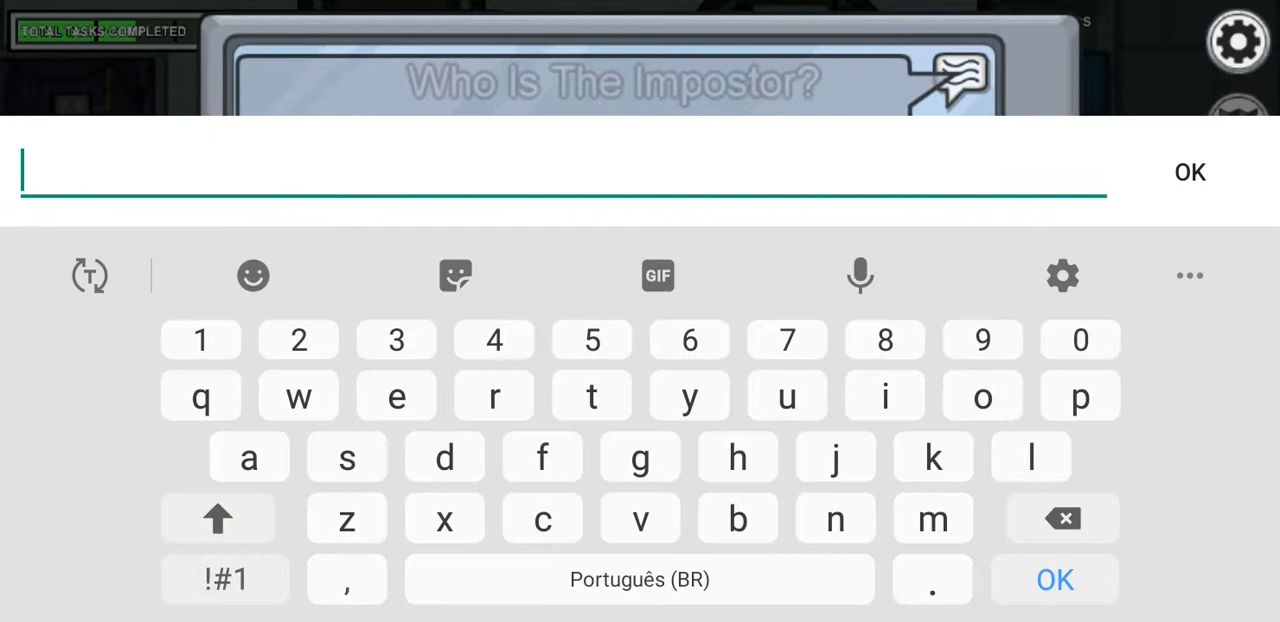 TOTAL TASKS COMPLETED
Who Is The Impostor?
OK
T
GIF
1 2 3 4 5 6 7 8 9 0
q w e r t y u i o p
a s d f g h j k l
z x c v b n m
!#1 , Português (BR) . OK